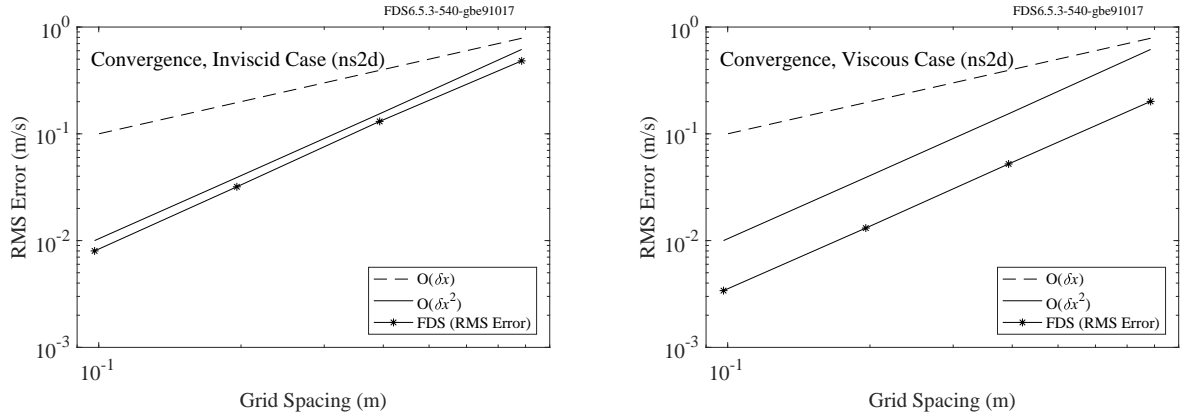 FDS6.5.3-540-gbe91017
Convergence, Inviscid Case (ns2d)
RMS Error (m/s)
10^0
10^-1
10^-2
10^-3
O(δx)
O(δx^2)
FDS (RMS Error)
10^-1
Grid Spacing (m)
FDS6.5.3-540-gbe91017
Convergence, Viscous Case (ns2d)
RMS Error (m/s)
10^0
10^-1
10^-2
10^-3
O(δx)
O(δx^2)
FDS (RMS Error)
10^-1
Grid Spacing (m)